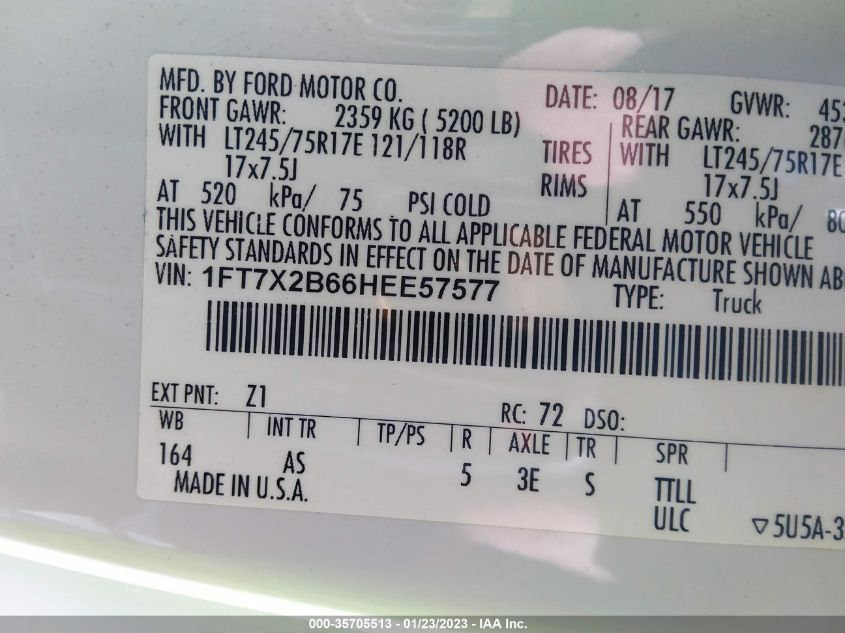 MFD. BY FORD MOTOR CO. DATE: 08/17 GVWR:
FRONT GAWR: 2359 KG ( 5200 LB) REAR GAWR:
WITH LT245/75R17E 121/118R TIRES WITH LT245/75R17E
17x7.5J RIMS 17x7.5J
AT 520 kPa/ 75 PSI COLD AT 550 kPa/ 80
THIS VEHICLE CONFORMS TO ALL APPLICABLE FEDERAL MOTOR VEHICLE
SAFETY STANDARDS IN EFFECT ON THE DATE OF MANUFACTURE SHOWN AB
VIN: 1FT7X2B66HEE57577 TYPE: Truck
EXT PNT: Z1 RC: 72 DSO:
WB INT TR TP/PS R AXLE TR SPR
164 AS 5 3E S TTLL
MADE IN U.S.A. ULC ▽5U5A-3
000-35705513 - 01/23/2023 - IAA Inc.